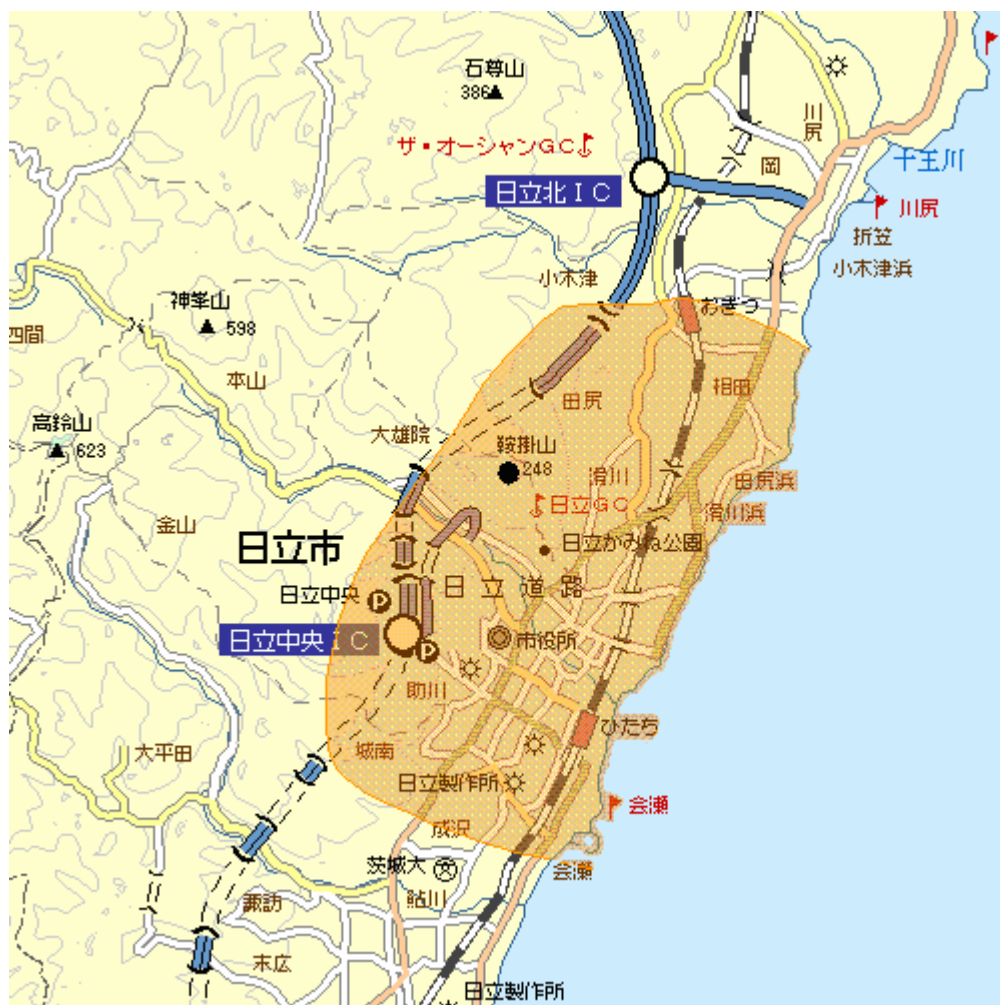 石尊山
386
ザ・オーシャンGC
川尻
岡
十王川
日立北IC
川尻
折笠
小木津浜
小木津
神峯山
598
おぎつ
四間
本山
相田
田尻
高鈴山
623
大雄院
鞍掛山
248
滑川
田尻浜
日立GC
滑川浜
金山
日立市
日立かみね公園
日立中央
P
日立道路
日立中央IC
P
市役所
助川
ひたち
城南
大平田
日立製作所
会瀬
成沢
茨城大
会瀬
諏訪
鮎川
末広
日立製作所